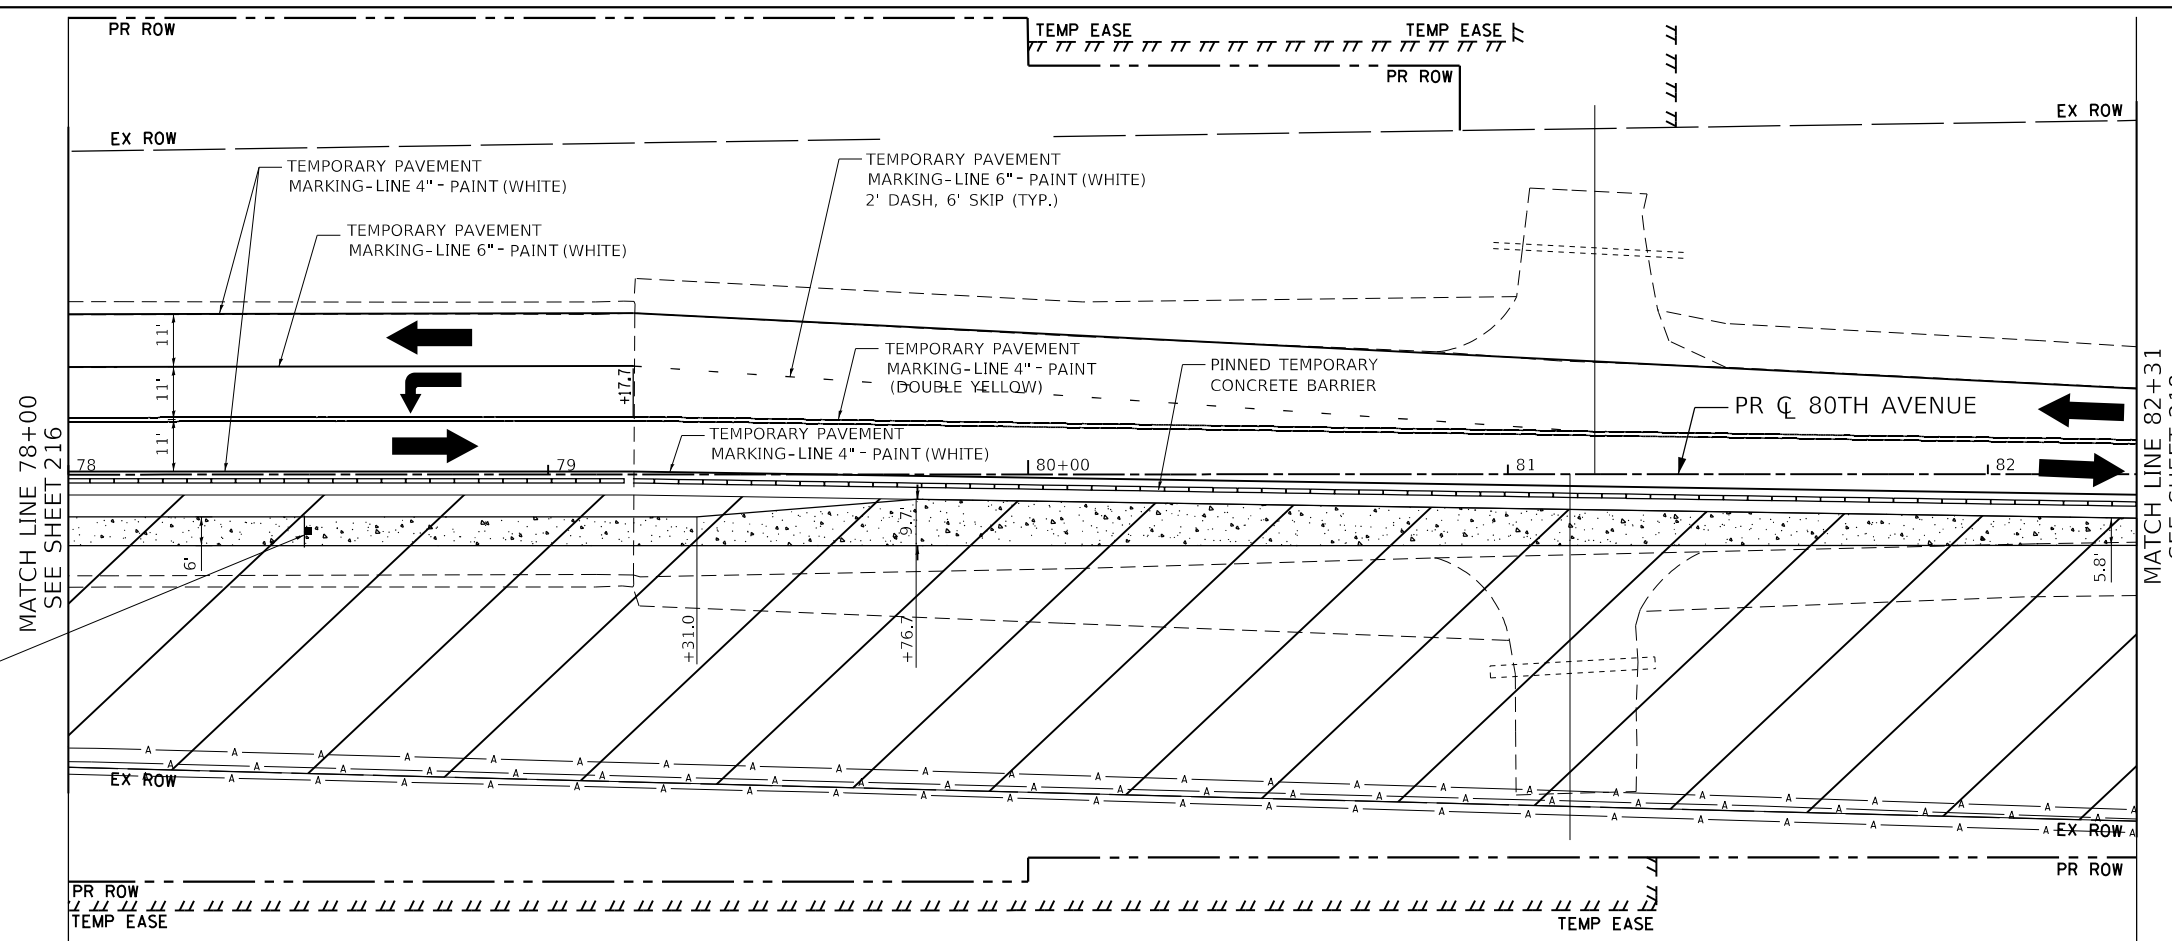 PR ROW
TEMP EASE
TEMP EASE
PR ROW
EX ROW
EX ROW
TEMPORARY PAVEMENT
MARKING-LINE 4" - PAINT (WHITE)
TEMPORARY PAVEMENT
MARKING-LINE 6" - PAINT (WHITE)
2' DASH, 6' SKIP (TYP.)
TEMPORARY PAVEMENT
MARKING-LINE 6" - PAINT (WHITE)
11'
11'
11'
+17.7
TEMPORARY PAVEMENT
MARKING-LINE 4" - PAINT
(DOUBLE YELLOW)
PINNED TEMPORARY
CONCRETE BARRIER
PR ℄ 80TH AVENUE
TEMPORARY PAVEMENT
MARKING-LINE 4" - PAINT (WHITE)
MATCH LINE 78+00
SEE SHEET 216
MATCH LINE 82+31
78
79
80+00
81
82
6'
9.7'
5.8'
+31.0
+76.7
A A A A A A A A A A A A A A A A A A A A A A A A
EX ROW
EX ROW
PR ROW
PR ROW
TEMP EASE
TEMP EASE